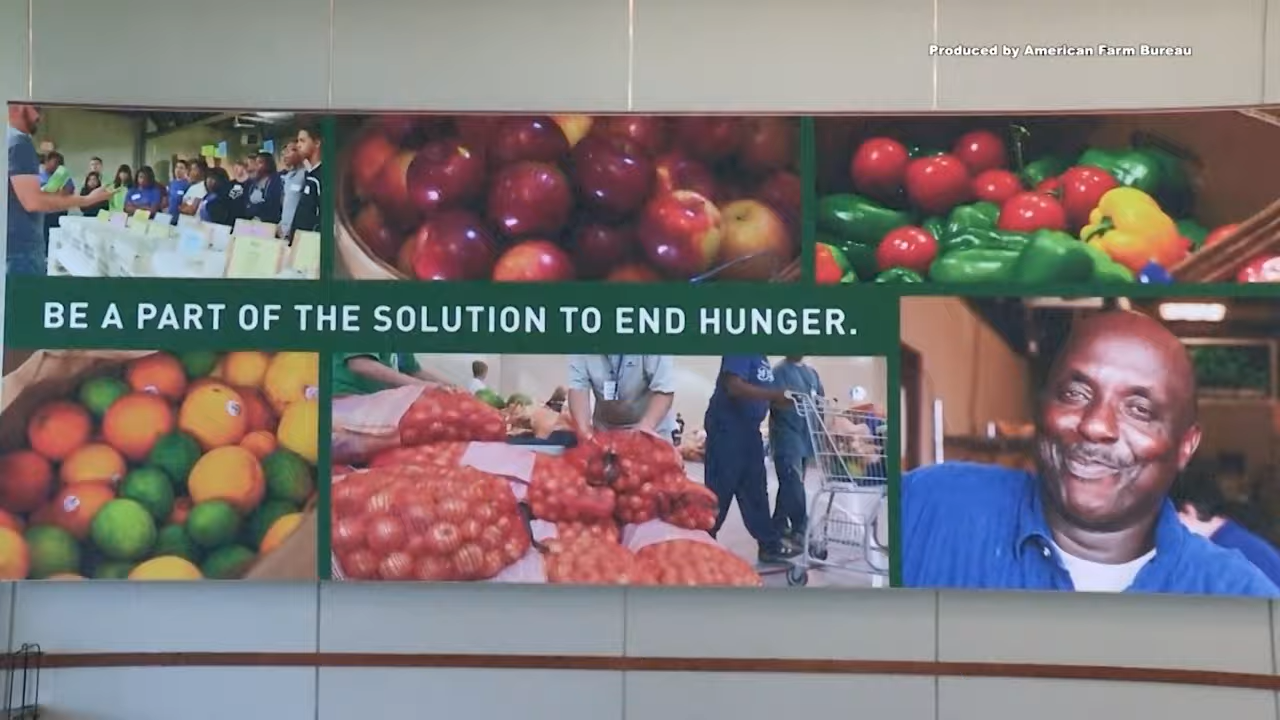 Produced by American Farm Bureau
BE A PART OF THE SOLUTION TO END HUNGER.